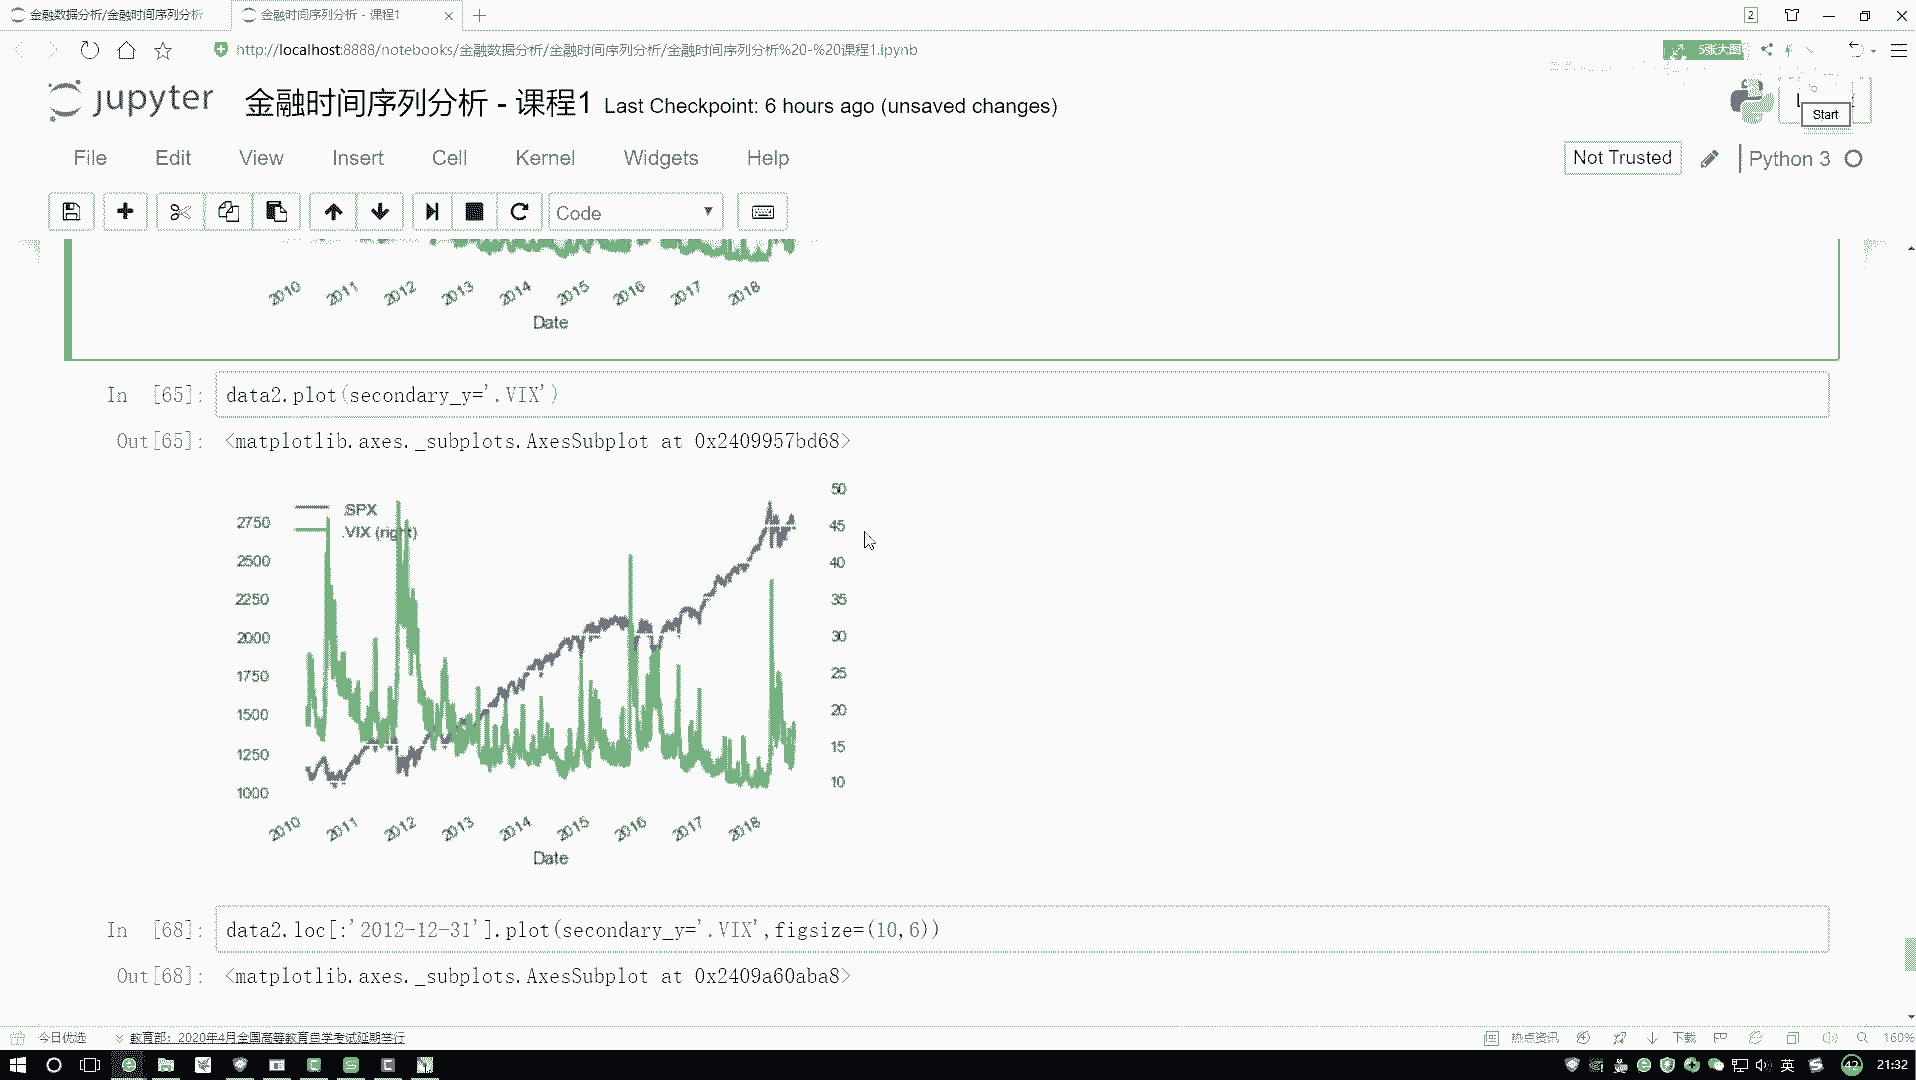 金融数据分析/金融时间序列分析
金融时间序列分析 - 课程1
2
http://localhost:8888/notebooks/金融数据分析/金融时间序列分析/金融时间序列分析%20-%20课程1.ipynb
5张大图
jupyter
金融时间序列分析 - 课程1 Last Checkpoint: 6 hours ago (unsaved changes)
Start
File Edit View Insert Cell Kernel Widgets Help
Not Trusted
Python 3
Code
2010 2011 2012 2013 2014 2015 2016 2017 2018
Date
In [65]: data2.plot(secondary_y='.VIX')
Out[65]: <matplotlib.axes._subplots.AxesSubplot at 0x2409957bd68>
.SPX
.VIX (right)
2750
2500
2250
2000
1750
1500
1250
1000
50
45
40
35
30
25
20
15
10
2010 2011 2012 2013 2014 2015 2016 2017 2018
Date
In [68]: data2.loc[:'2012-12-31'].plot(secondary_y='.VIX',figsize=(10,6))
Out[68]: <matplotlib.axes._subplots.AxesSubplot at 0x2409a60aba8>
今日优选
教育部：2020年4月全国高等教育自学考试延期举行
热点资讯
下载
160%
英
42
21:32